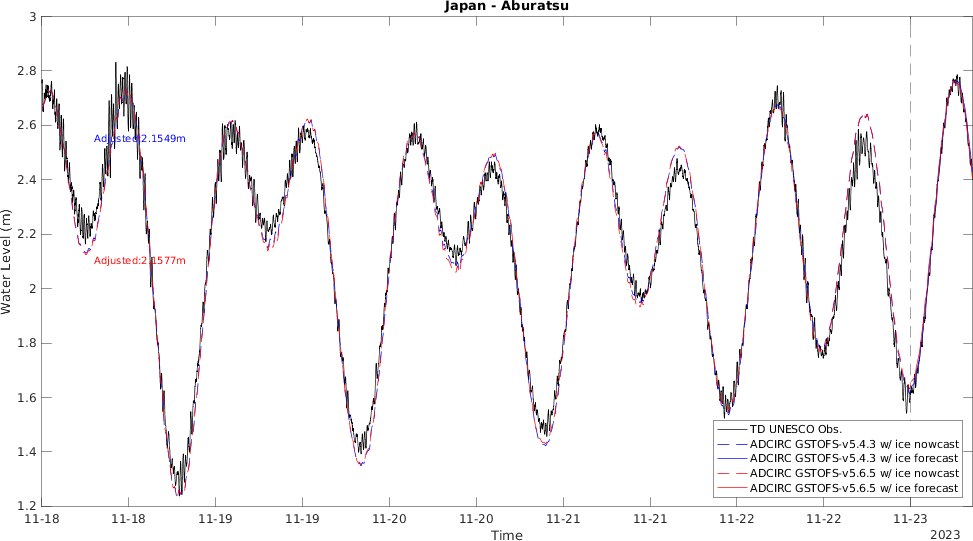 Japan - Aburatsu
3
2.8
2.6
2.4
2.2
2
1.8
1.6
1.4
1.2
Water Level (m)
Adjusted:2.1549m
Adjusted:2.1577m
TD UNESCO Obs.
ADCIRC GSTOFS-v5.4.3 w/ ice nowcast
ADCIRC GSTOFS-v5.4.3 w/ ice forecast
ADCIRC GSTOFS-v5.6.5 w/ ice nowcast
ADCIRC GSTOFS-v5.6.5 w/ ice forecast
11-18 11-18 11-19 11-19 11-20 11-20 11-21 11-21 11-22 11-22 11-23
Time
2023